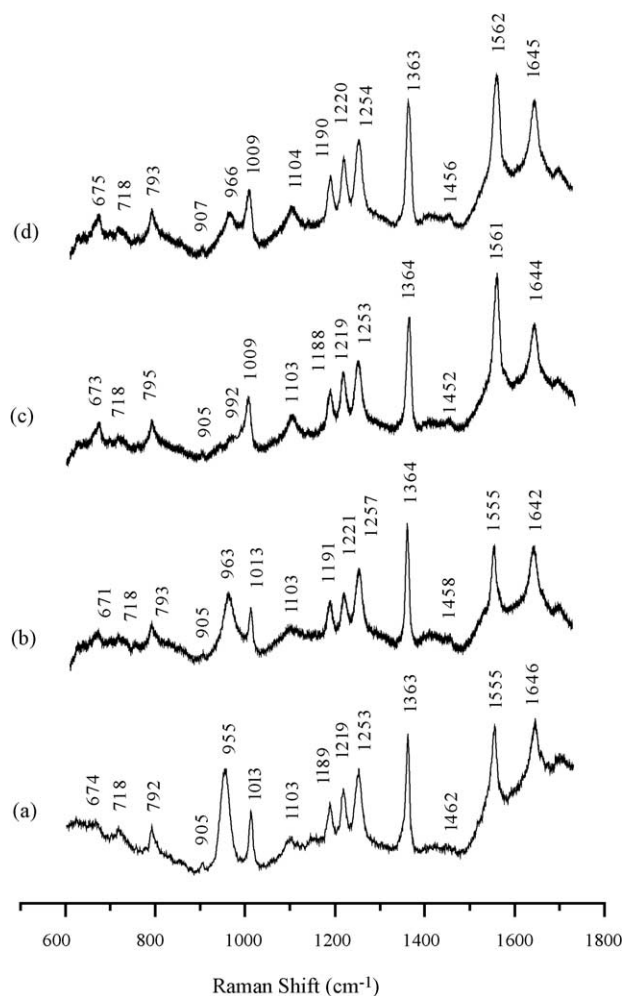 675 718 793 907 966 1009 1104 1190 1220 1254 1363 1456 1562 1645
(d)
673 718 795 905 992 1009 1103 1188 1219 1253 1364 1452 1561 1644
(c)
671 718 793 905 963 1013 1103 1191 1221 1257 1364 1458 1555 1642
(b)
674 718 792 905 955 1013 1103 1189 1219 1253 1363 1462 1555 1646
(a)
600 800 1000 1200 1400 1600 1800
Raman Shift (cm-1)